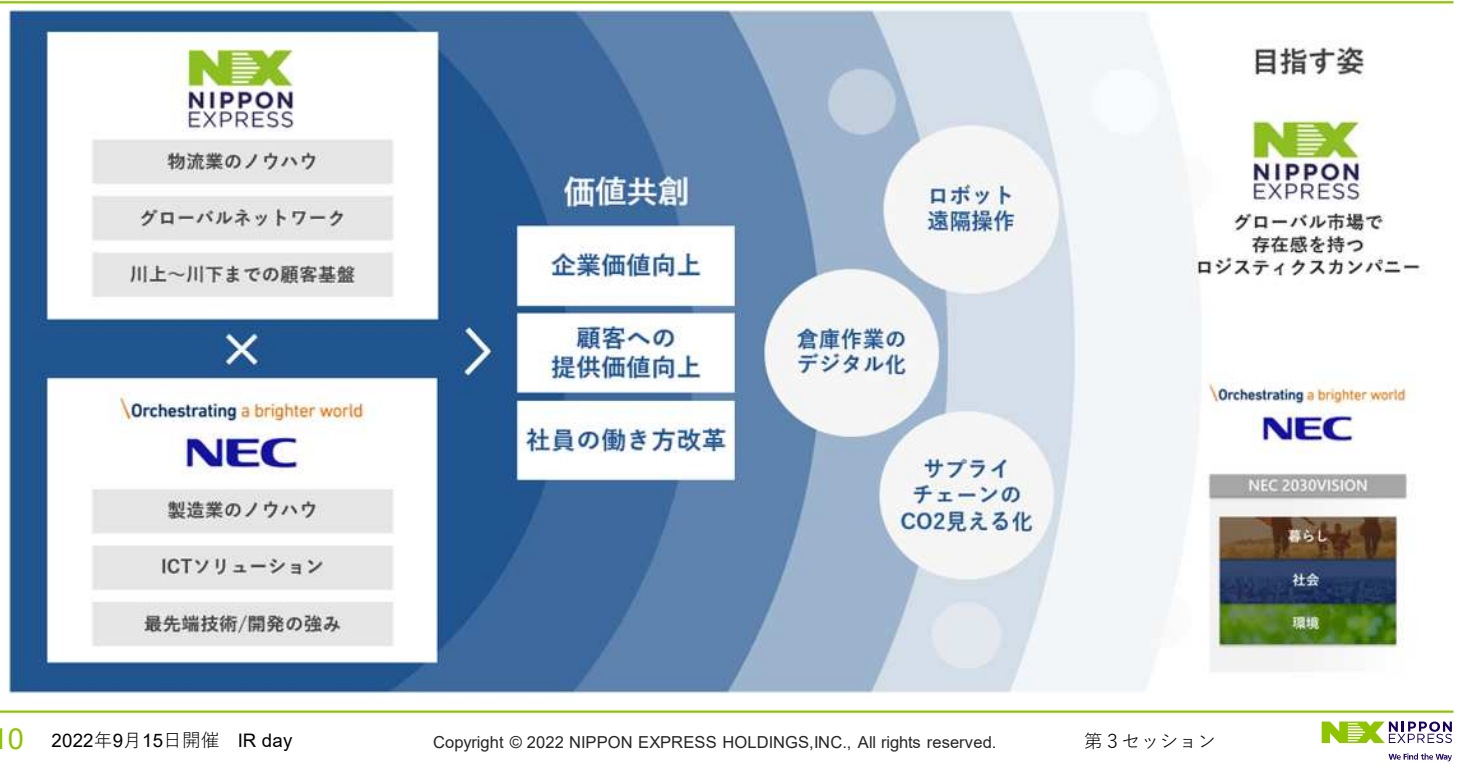 NX
NIPPON
EXPRESS
物流業のノウハウ
グローバルネットワーク
川上～川下までの顧客基盤
×
\Orchestrating a brighter world
NEC
製造業のノウハウ
ICTソリューション
最先端技術/開発の強み
価値共創
企業価値向上
顧客への
提供価値向上
社員の働き方改革
ロボット
遠隔操作
倉庫作業の
デジタル化
サプライ
チェーンの
CO2見える化
目指す姿
NX
NIPPON
EXPRESS
グローバル市場で
存在感を持つ
ロジスティクスカンパニー
\Orchestrating a brighter world
NEC
NEC 2030VISION
暮らし
社会
環境
10 2022年9月15日開催 IR day
Copyright © 2022 NIPPON EXPRESS HOLDINGS,INC., All rights reserved.
第３セッション
NX NIPPON
EXPRESS
We Find the Way